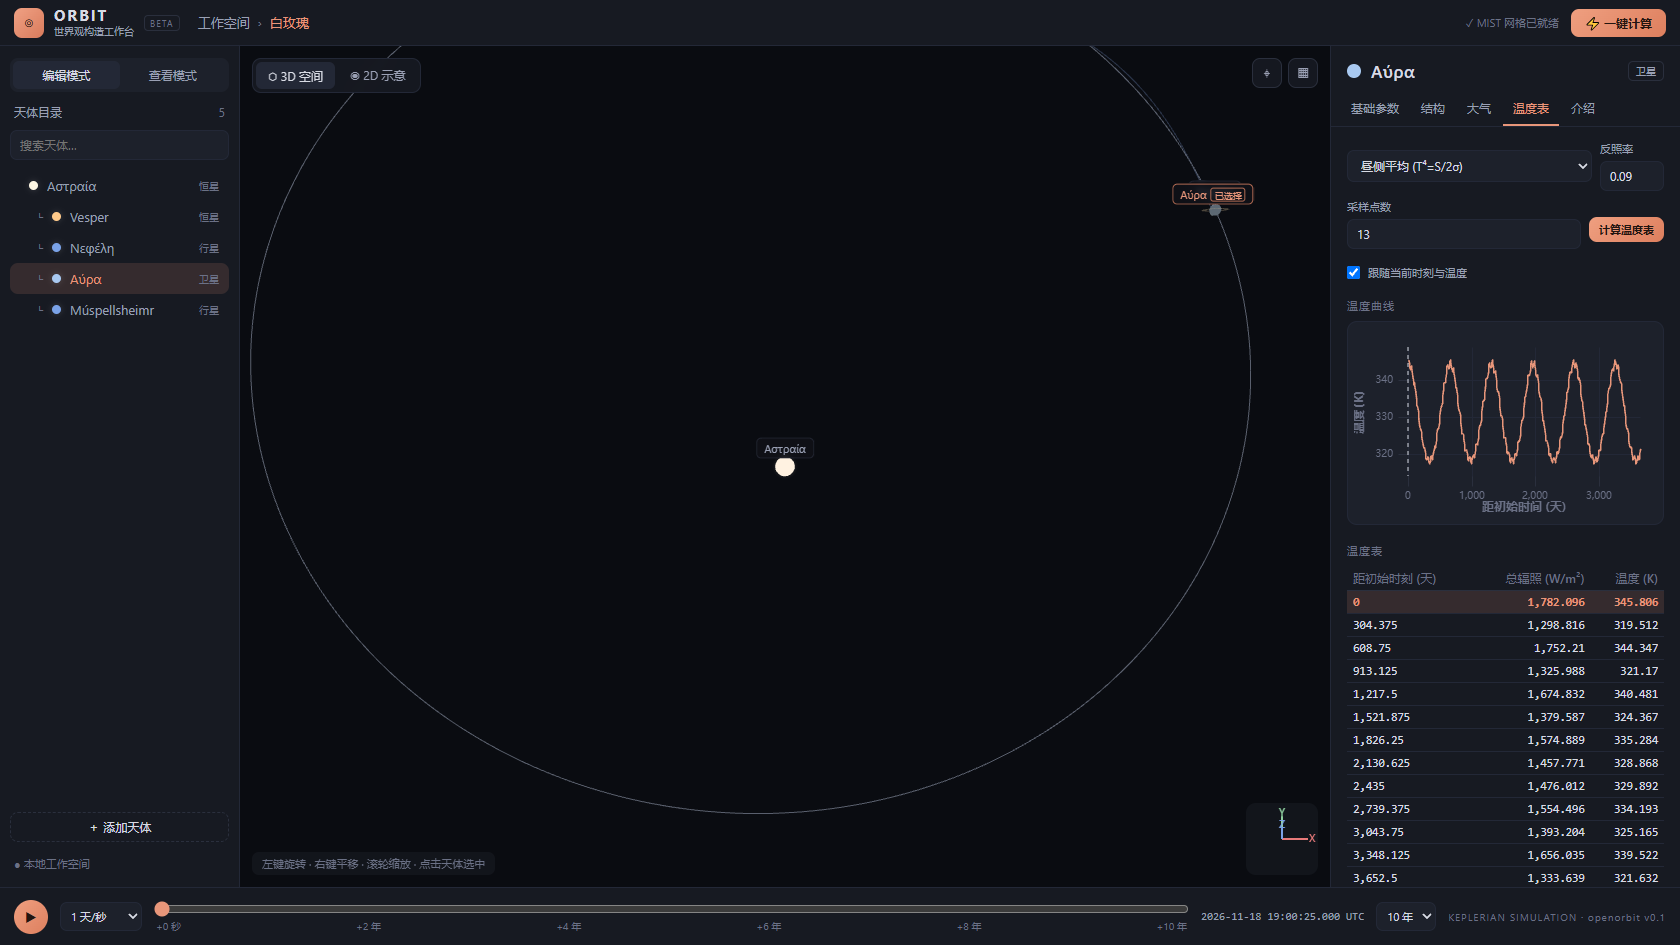 ORBIT
世界观构造工作台
BETA
工作空间 › 白玫瑰
✓ MIST 网格已就绪
⚡一键计算
编辑模式
查看模式
天体目录
5
搜索天体...
Αστραία
恒星
Vesper
恒星
Νεφέλη
行星
Αύρα
卫星
Múspellsheimr
行星
+ 添加天体
本地工作空间
3D 空间
2D 示意
Αύρα 已选择
Αστραία
左键旋转 · 右键平移 · 滚轮缩放 · 点击天体选中
Y
Z
X
Αύρα
卫星
基础参数
结构
大气
温度表
介绍
昼侧平均 (T⁴=S/2σ)
反照率
0.09
采样点数
13
计算温度表
跟随当前时刻与温度
温度曲线
温度 (K)
340
330
320
0
1,000
2,000
3,000
距初始时间 (天)
温度表
距初始时刻 (天) 总辐照 (W/m²) 温度 (K)
0 1,782.096 345.806
304.375 1,298.816 319.512
608.75 1,752.21 344.347
913.125 1,325.988 321.17
1,217.5 1,674.832 340.481
1,521.875 1,379.587 324.367
1,826.25 1,574.889 335.284
2,130.625 1,457.771 328.868
2,435 1,476.012 329.892
2,739.375 1,554.496 334.193
3,043.75 1,393.204 325.165
3,348.125 1,656.035 339.522
3,652.5 1,333.639 321.632
1 天/秒
+0 秒
+2 年
+4 年
+6 年
+8 年
+10 年
2026-11-18 19:00:25.000 UTC
10 年
KEPLERIAN SIMULATION · openorbit v0.1